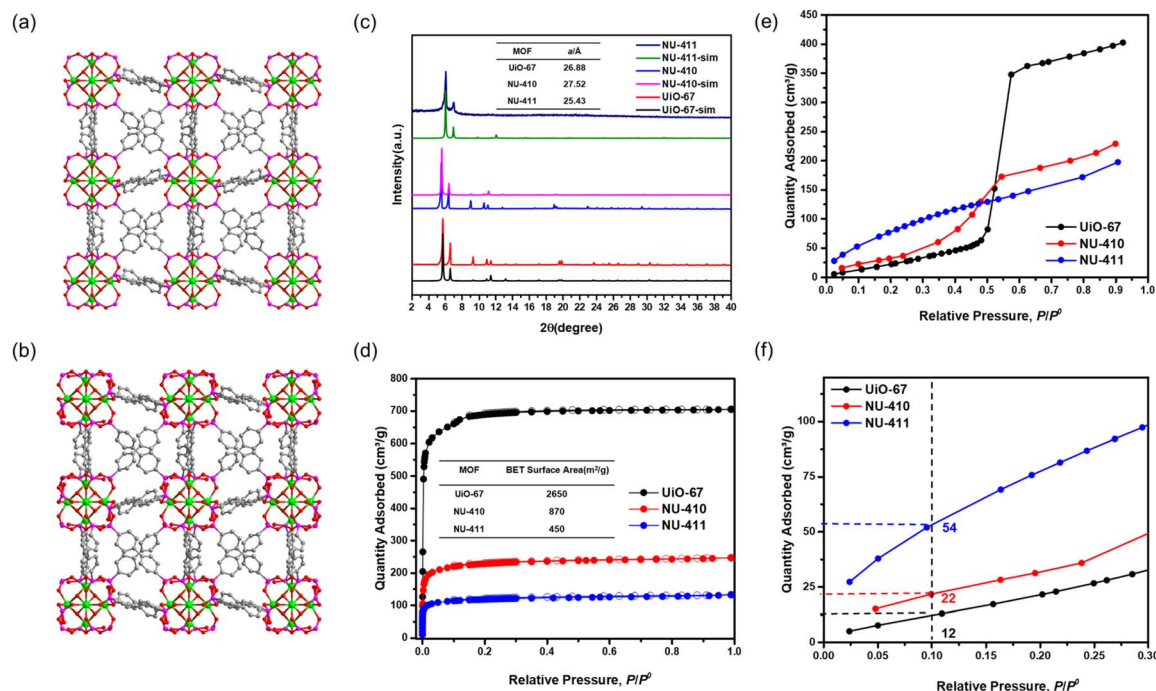 (a)
(b)
(c)
MOF a/Å
UiO-67 26.88
NU-410 27.52
NU-411 25.43
NU-411
NU-411-sim
NU-410
NU-410-sim
UiO-67
UiO-67-sim
Intensity(a.u.)
2 4 6 8 10 12 14 16 18 20 22 24 26 28 30 32 34 36 38 40
2θ(degree)
(d)
800
700
600
500
400
300
200
100
0
Quantity Adsorbed (cm³/g)
MOF BET Surface Area(m²/g)
UiO-67 2650
NU-410 870
NU-411 450
UiO-67
NU-410
NU-411
0.0 0.2 0.4 0.6 0.8 1.0
Relative Pressure, P/P⁰
(e)
450
400
350
300
250
200
150
100
50
0
Quantity Adsorbed (cm³/g)
UiO-67
NU-410
NU-411
0.0 0.1 0.2 0.3 0.4 0.5 0.6 0.7 0.8 0.9 1.0
Relative Pressure, P/P⁰
(f)
UiO-67
NU-410
NU-411
100
75
50
25
0
Quantity Adsorbed (cm³/g)
54
22
12
0.00 0.05 0.10 0.15 0.20 0.25 0.30
Relative Pressure, P/P⁰